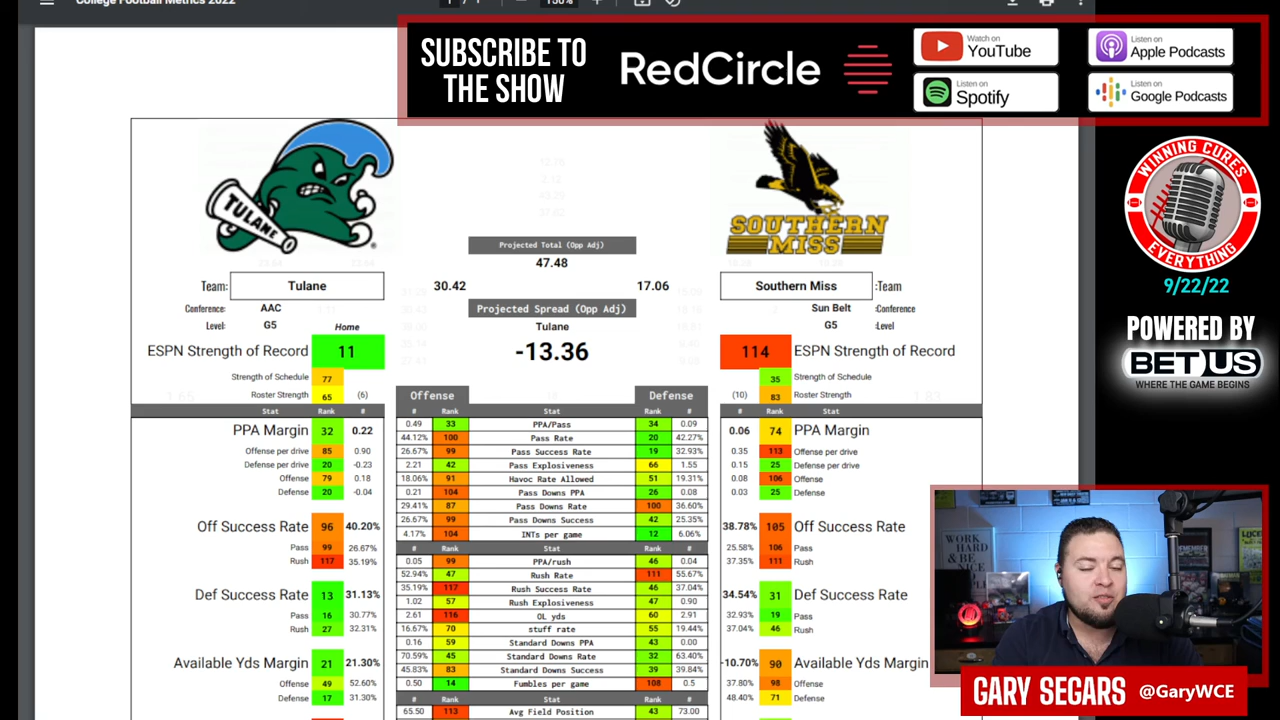 College Football Metrics 2022
1 / 1
150%
SUBSCRIBE TO
THE SHOW
RedCircle
Watch on
YouTube
Listen on
Apple Podcasts
Listen on
Spotify
Listen on
Google Podcasts
TULANE
SOUTHERN
MISS
WINNING CURES
EVERYTHING
9/22/22
POWERED BY
BETUS
WHERE THE GAME BEGINS
Projected Total (Opp Adj)
47.48
Team: Tulane 30.42 17.06 Southern Miss :Team
Conference: AAC Projected Spread (Opp Adj) Sun Belt :Conference
Level: G5 Home Tulane G5 :Level
ESPN Strength of Record 11 -13.36 114 ESPN Strength of Record
Strength of Schedule 77 35 Strength of Schedule
Roster Strength 65 (6) Offense Defense (10) 83 Roster Strength
Stat Rank # # Rank Stat Rank # # Rank Stat
PPA Margin 32 0.22 0.06 74 PPA Margin
Offense per drive 85 0.90 0.35 113 Offense per drive
Defense per drive 20 -0.23 0.15 25 Defense per drive
Offense 79 0.18 0.08 106 Offense
Defense 20 -0.04 0.03 25 Defense
Off Success Rate 96 40.20% 38.78% 105 Off Success Rate
Pass 99 26.67% 25.58% 106 Pass
Rush 117 35.19% 37.35% 111 Rush
Def Success Rate 13 31.13% 34.54% 31 Def Success Rate
Pass 16 30.77% 32.93% 19 Pass
Rush 27 32.31% 37.04% 46 Rush
Available Yds Margin 21 21.30% -10.70% 90 Available Yds Margin
Offense 49 52.60% 37.80% 98 Offense
Defense 17 31.30% 48.40% 71 Defense
0.49 33 PPA/Pass 34 0.09
44.12% 100 Pass Rate 20 42.27%
26.67% 99 Pass Success Rate 19 32.93%
2.21 42 Pass Explosiveness 66 1.55
18.06% 91 Havoc Rate Allowed 51 19.31%
0.21 104 Pass Downs PPA 26 0.08
29.41% 87 Pass Downs Rate 100 36.60%
26.67% 99 Pass Downs Success 42 25.35%
4.17% 104 INTs per game 12 6.06%
# Rank Stat Rank #
0.05 99 PPA/rush 46 0.04
52.94% 47 Rush Rate 111 55.67%
35.19% 117 Rush Success Rate 46 37.04%
1.02 57 Rush Explosiveness 47 0.90
2.61 116 OL yds 60 2.91
16.67% 70 stuff rate 55 19.44%
0.16 59 Standard Downs PPA 43 0.00
70.59% 45 Standard Downs Rate 32 63.40%
45.83% 83 Standard Downs Success 39 39.84%
0.50 14 Fumbles per game 108 0.5
# Rank Stat Rank #
65.50 113 Avg Field Position 43 73.00
WORK
HARD &
BE NICE
GARY SEGARS @GaryWCE